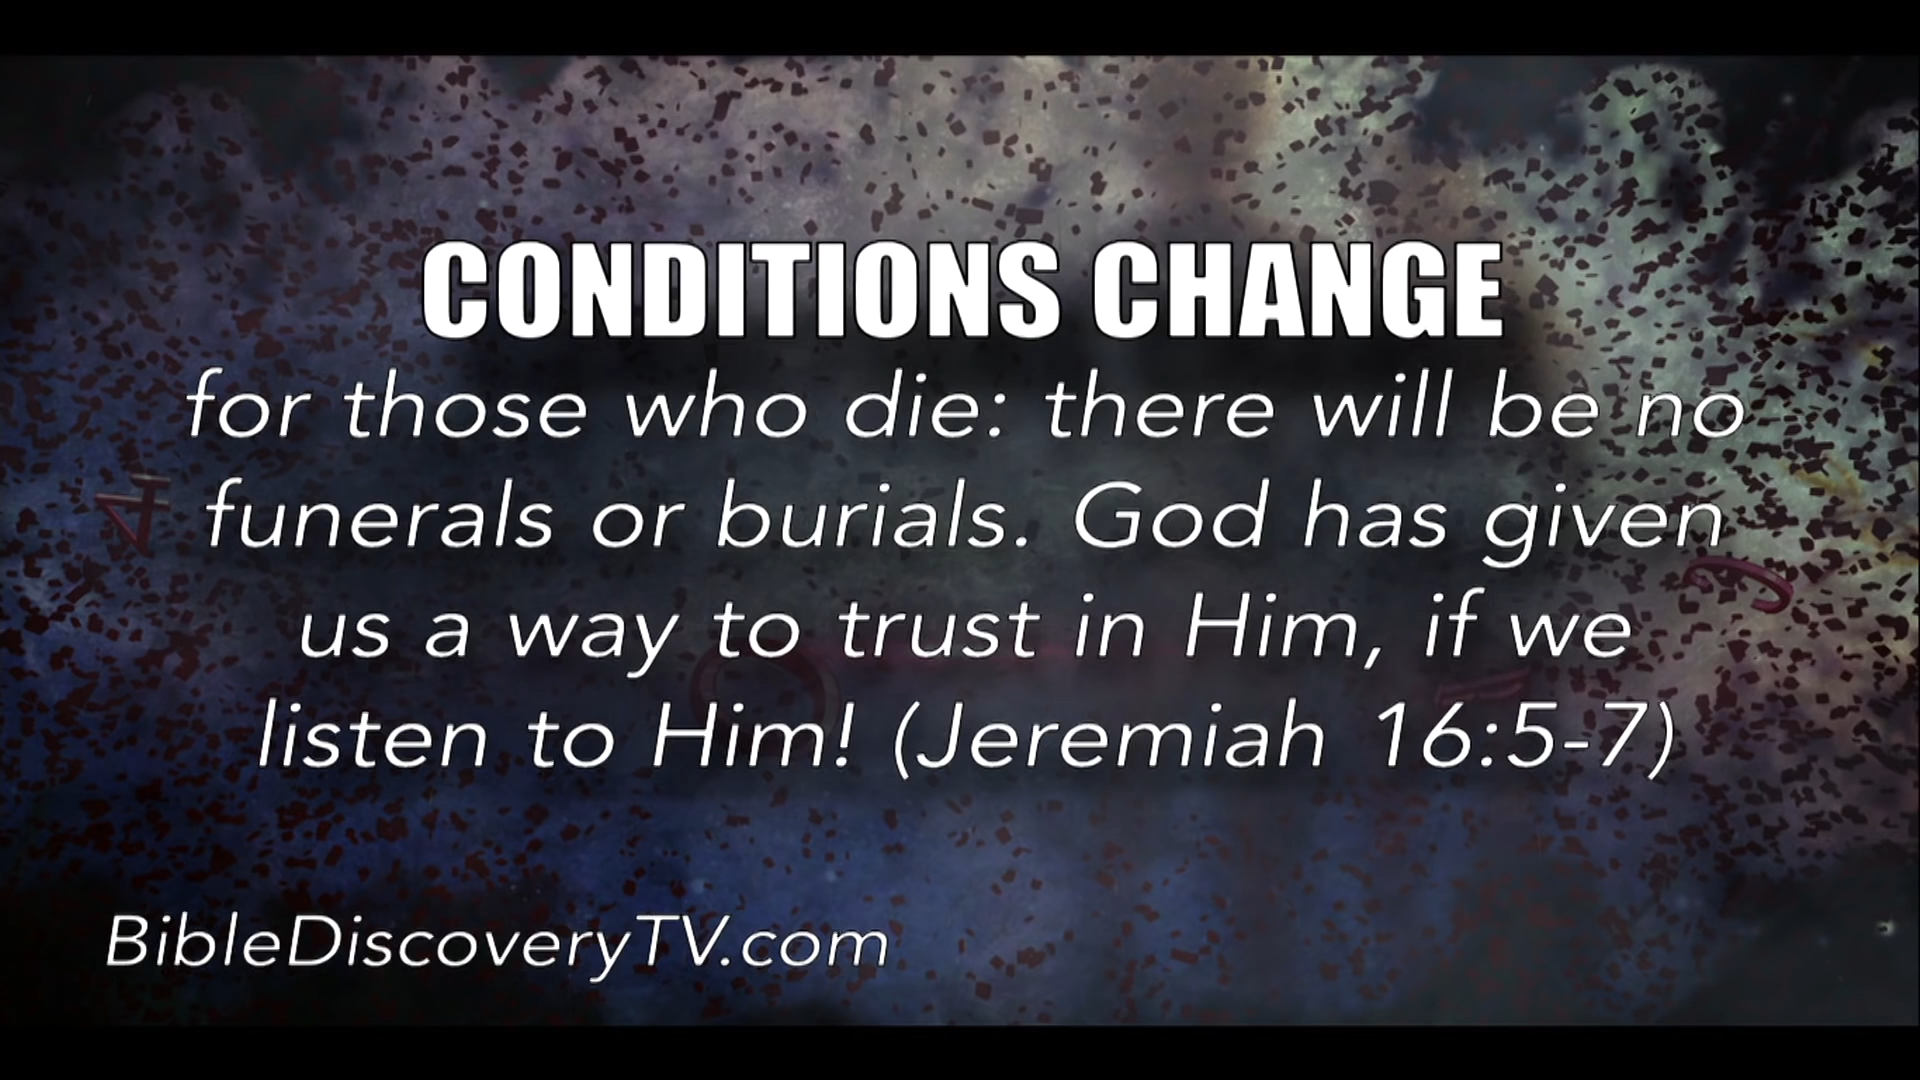 CONDITIONS CHANGE
for those who die: there will be no
funerals or burials. God has given
us a way to trust in Him, if we
listen to Him! (Jeremiah 16:5-7)
BibleDiscoveryTV.com